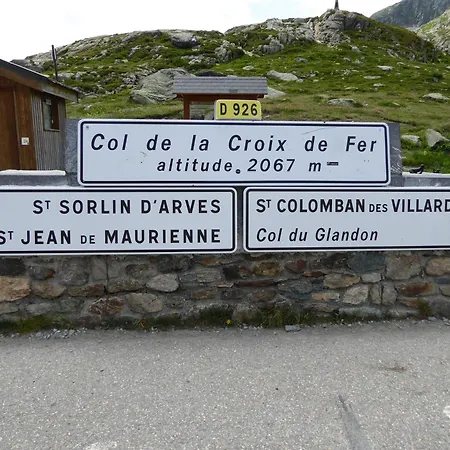 D 926
Col de la Croix de Fer
altitude. 2067 m
ST SORLIN D'ARVES
ST JEAN DE MAURIENNE
ST COLOMBAN DES VILLARD
Col du Glandon